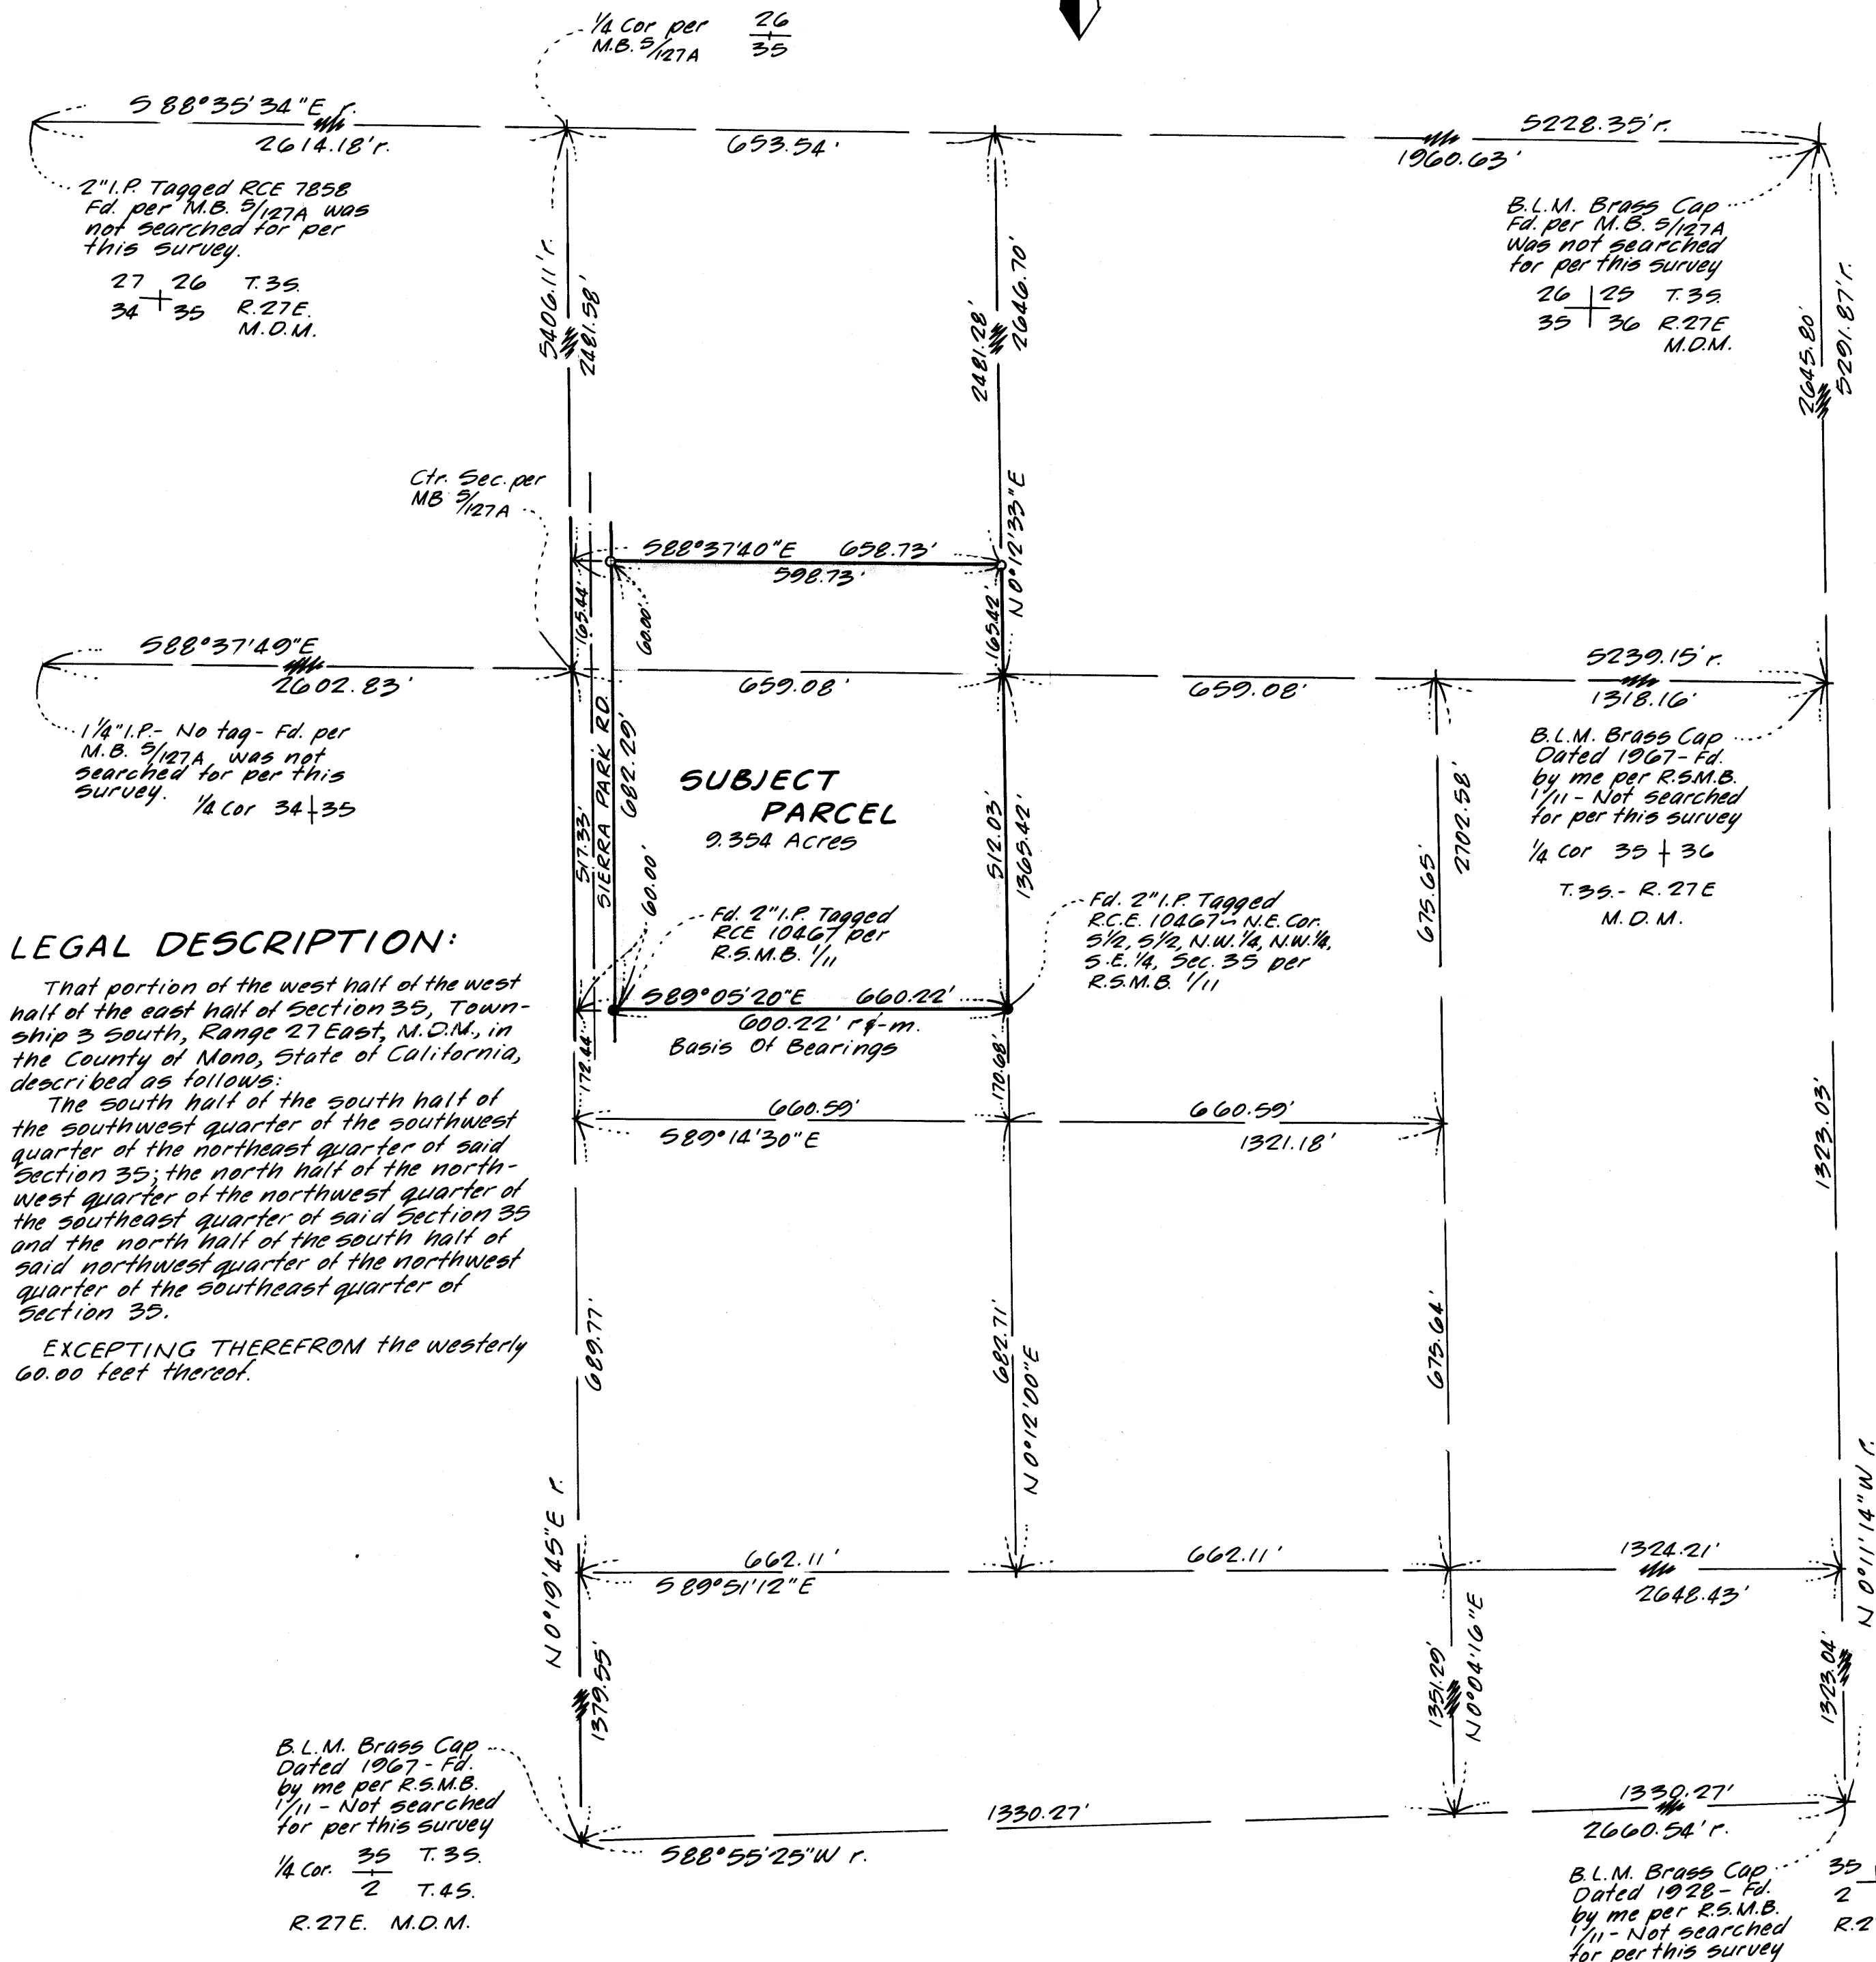 1/4 Cor per
M.B. 5/127A
26
35
S 88°35'34"E r.
2614.18' r.
653.54'
5228.35' r.
1960.63'
2" I.P. Tagged RCE 7858
Fd. per M.B. 5/127A was
not searched for per
this survey.
27 26 T.3S.
34 35 R.27E.
M.D.M.
B.L.M. Brass Cap
Fd. per M.B. 5/127A
was not searched
for per this survey
26 25 T.3S.
35 36 R.27E
M.D.M.
5406.11' r.
2481.58'
2481.28'
2646.70'
2645.80'
5291.87' r.
Ctr. Sec. per
MB 5/127A
S88°37'40"E 658.73'
598.73'
N0°12'33"E
165.44'
60.00'
165.42'
S88°37'49"E
2602.83'
659.08'
659.08'
5239.15' r.
1318.16'
1 1/4" I.P. - No tag - Fd. per
M.B. 5/127A, was not
searched for per this
survey.
1/4 Cor 34 35
B.L.M. Brass Cap
Dated 1967 - Fd.
by me per R.S.M.B.
1/11 - Not searched
for per this survey
1/4 Cor 35 36
T.3S. - R.27E
M.D.M.
SUBJECT
PARCEL
9.354 Acres
517.33'
SIERRA PARK RD.
682.29'
60.00'
512.03'
1365.42'
675.65'
2702.58'
Fd. 2" I.P. Tagged
RCE 10467 per
R.S.M.B. 1/11
Fd. 2" I.P. Tagged
R.C.E. 10467 ~ N.E. Cor.
S1/2, S1/2, N.W.1/4, N.W.1/4,
S.E.1/4, Sec. 35 per
R.S.M.B. 1/11
S89°05'20"E 660.22'
600.22' r & m.
Basis Of Bearings
172.44'
170.68'
660.59'
S89°14'30"E
660.59'
1321.18'
1323.03'
LEGAL DESCRIPTION:
That portion of the west half of the west
half of the east half of Section 35, Town-
ship 3 South, Range 27 East, M.D.M., in
the County of Mono, State of California,
described as follows:
The south half of the south half of
the southwest quarter of the southwest
quarter of the northeast quarter of said
Section 35; the north half of the north-
west quarter of the northwest quarter of
the southeast quarter of said Section 35
and the north half of the south half of
said northwest quarter of the northwest
quarter of the southeast quarter of
Section 35.
EXCEPTING THEREFROM the westerly
60.00 feet thereof.
689.77'
682.71'
N0°12'00"E
675.64'
N0°19'45"E r.
N0°11'14"W r.
662.11'
S89°51'12"E
662.11'
1324.21'
2648.43'
1379.55'
1351.29'
N0°04'16"E
1323.04'
B.L.M. Brass Cap
Dated 1967 - Fd.
by me per R.S.M.B.
1/11 - Not searched
for per this survey
1/4 Cor. 35 T.3S.
2 T.4S.
R.27E. M.D.M.
1330.27'
S88°55'25"W r.
1330.27'
2660.54' r.
B.L.M. Brass Cap
Dated 1928 - Fd.
by me per R.S.M.B.
1/11 - Not searched
for per this survey
35
2
R.2